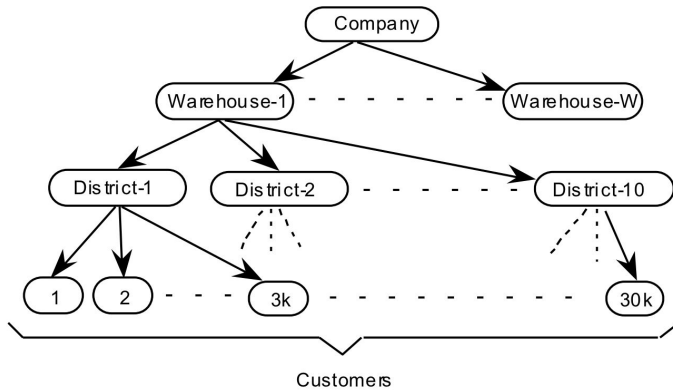 Company
Warehouse-1
Warehouse-W
District-1
District-2
District-10
1
2
3k
30k
Customers